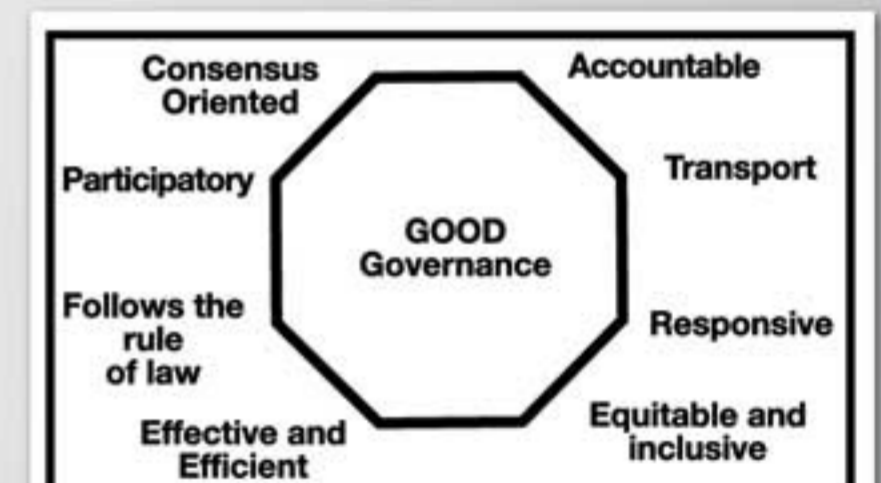 Consensus
Oriented
Accountable
Participatory
Transport
GOOD
Governance
Follows the
rule
of law
Responsive
Effective and
Efficient
Equitable and
inclusive